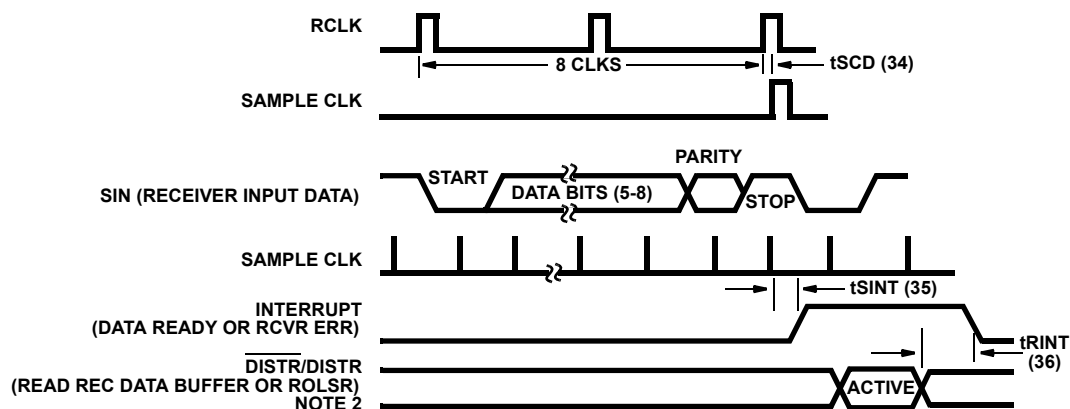 RCLK
8 CLKS
tSCD (34)
SAMPLE CLK
PARITY
START
SIN (RECEIVER INPUT DATA)
DATA BITS (5-8)
STOP
SAMPLE CLK
tSINT (35)
INTERRUPT
(DATA READY OR RCVR ERR)
tRINT
(36)
DISTR/DISTR
(READ REC DATA BUFFER OR ROLSR)
ACTIVE
NOTE 2